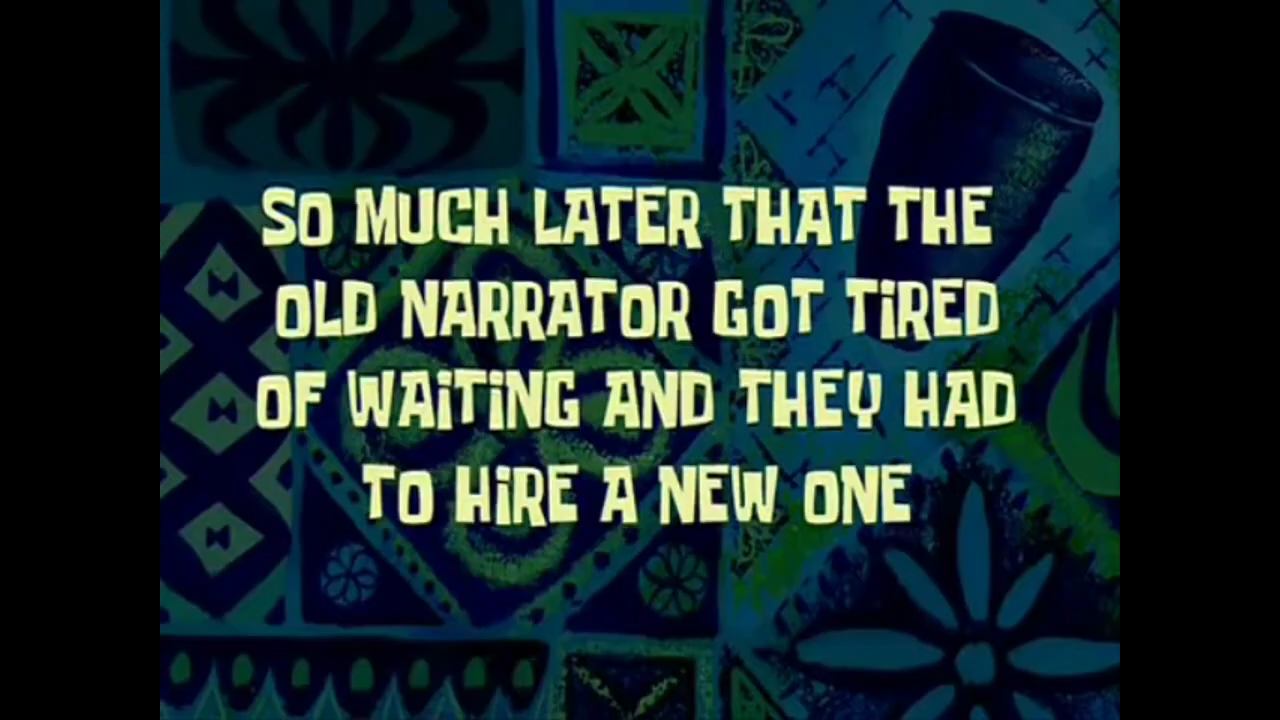 SO MUCH LATER THAT THE
OLD NARRATOR GOT TiRED
OF WAiTiNG AND THEY HAD
TO HiRE A NEW ONE